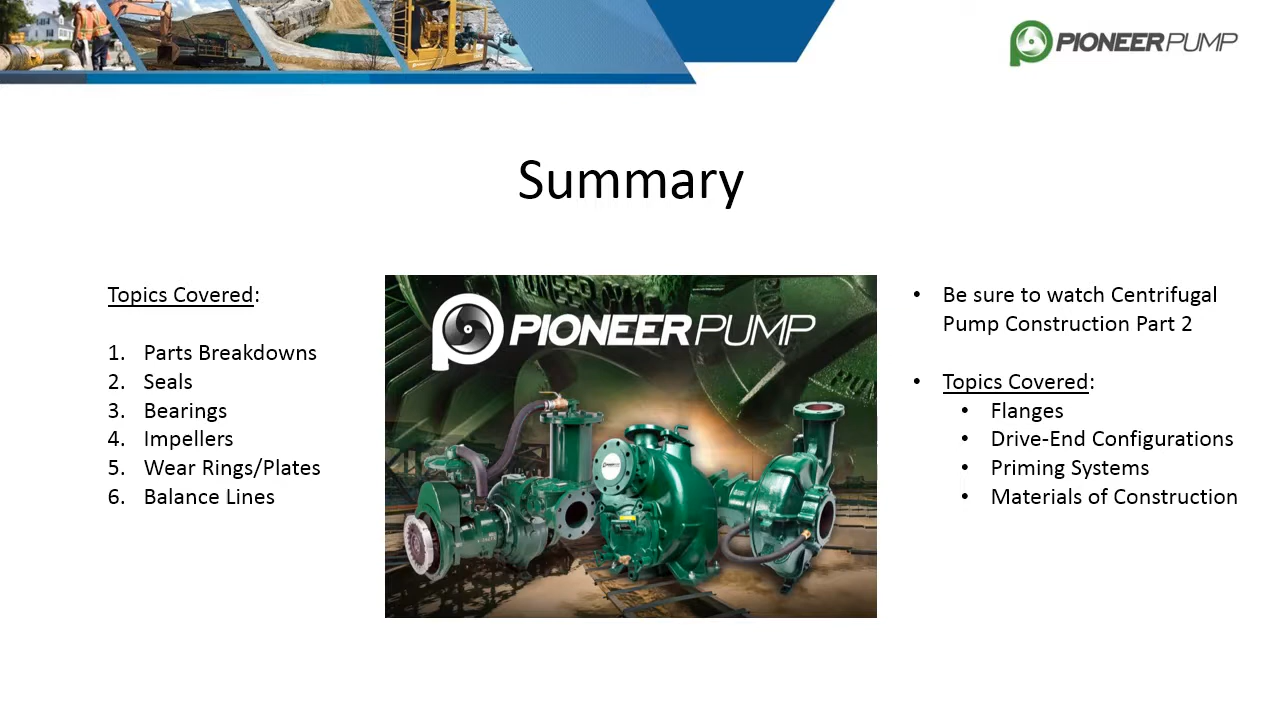 PIONEERPUMP
Summary
Topics Covered:
1. Parts Breakdowns
2. Seals
3. Bearings
4. Impellers
5. Wear Rings/Plates
6. Balance Lines
PIONEERPUMP
• Be sure to watch Centrifugal
Pump Construction Part 2
• Topics Covered:
• Flanges
• Drive-End Configurations
• Priming Systems
• Materials of Construction